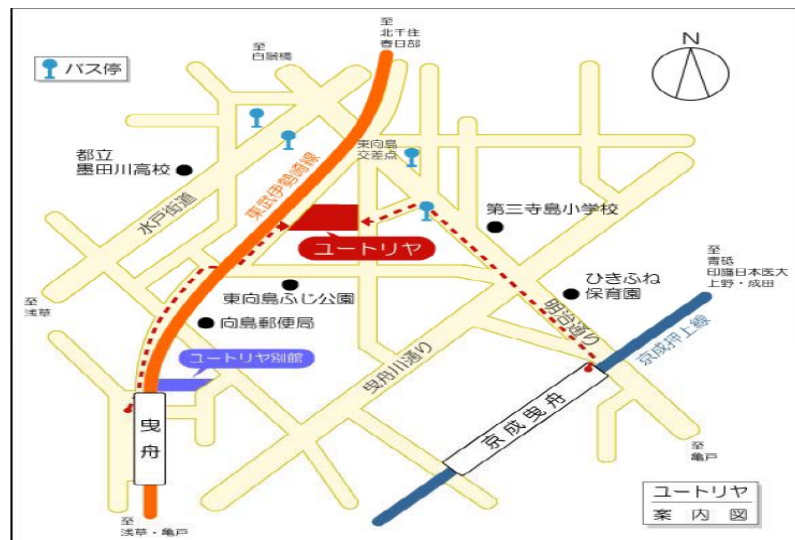 至
北千住
春日部
至
白鬚橋
N
バス停
東向島
交差点
都立
墨田川高校
東武伊勢崎線
水戸街道
第三寺島小学校
ユートリヤ
至
青砥
印旛日本医大
上野・成田
ひきふね
保育園
東向島ふじ公園
至
浅草
向島郵便局
明治通り
京成押上線
ユートリヤ別館
曳舟川通り
曳舟
京成曳舟
至
亀戸
ユートリヤ
案内図
至
浅草・亀戸